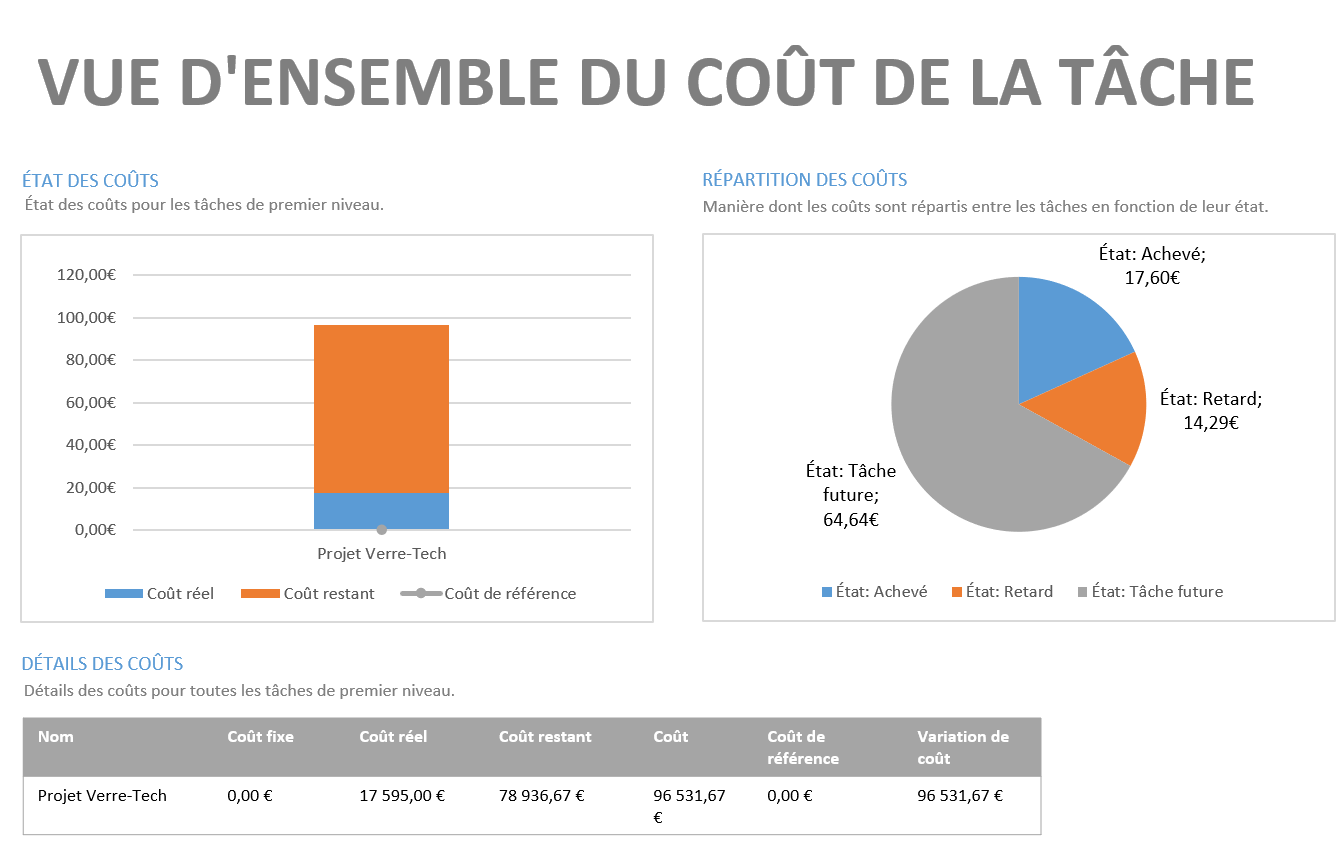 VUE D'ENSEMBLE DU COÛT DE LA TÂCHE
ÉTAT DES COÛTS
État des coûts pour les tâches de premier niveau.
120,00€
100,00€
80,00€
60,00€
40,00€
20,00€
0,00€
Projet Verre-Tech
Coût réel Coût restant Coût de référence
RÉPARTITION DES COÛTS
Manière dont les coûts sont répartis entre les tâches en fonction de leur état.
État: Achevé;
17,60€
État: Retard;
14,29€
État: Tâche
future;
64,64€
État: Achevé État: Retard État: Tâche future
DÉTAILS DES COÛTS
Détails des coûts pour toutes les tâches de premier niveau.
Nom Coût fixe Coût réel Coût restant Coût Coût de Variation de
référence coût
Projet Verre-Tech 0,00 € 17 595,00 € 78 936,67 € 96 531,67 0,00 € 96 531,67 €
€